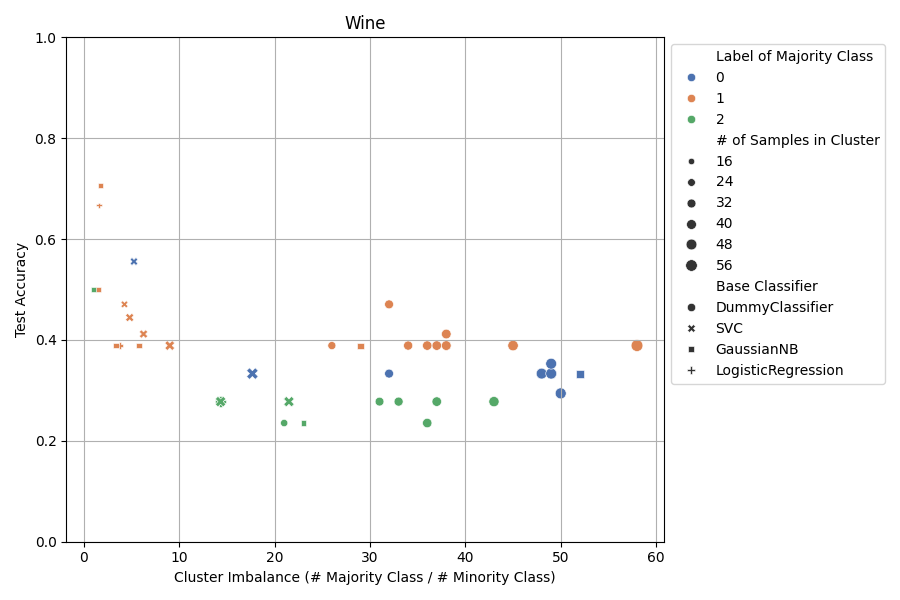 Wine
1.0
0.8
0.6
0.4
0.2
0.0
Test Accuracy
0 10 20 30 40 50 60
Cluster Imbalance (# Majority Class / # Minority Class)
Label of Majority Class
0
1
2
# of Samples in Cluster
16
24
32
40
48
56
Base Classifier
DummyClassifier
SVC
GaussianNB
LogisticRegression